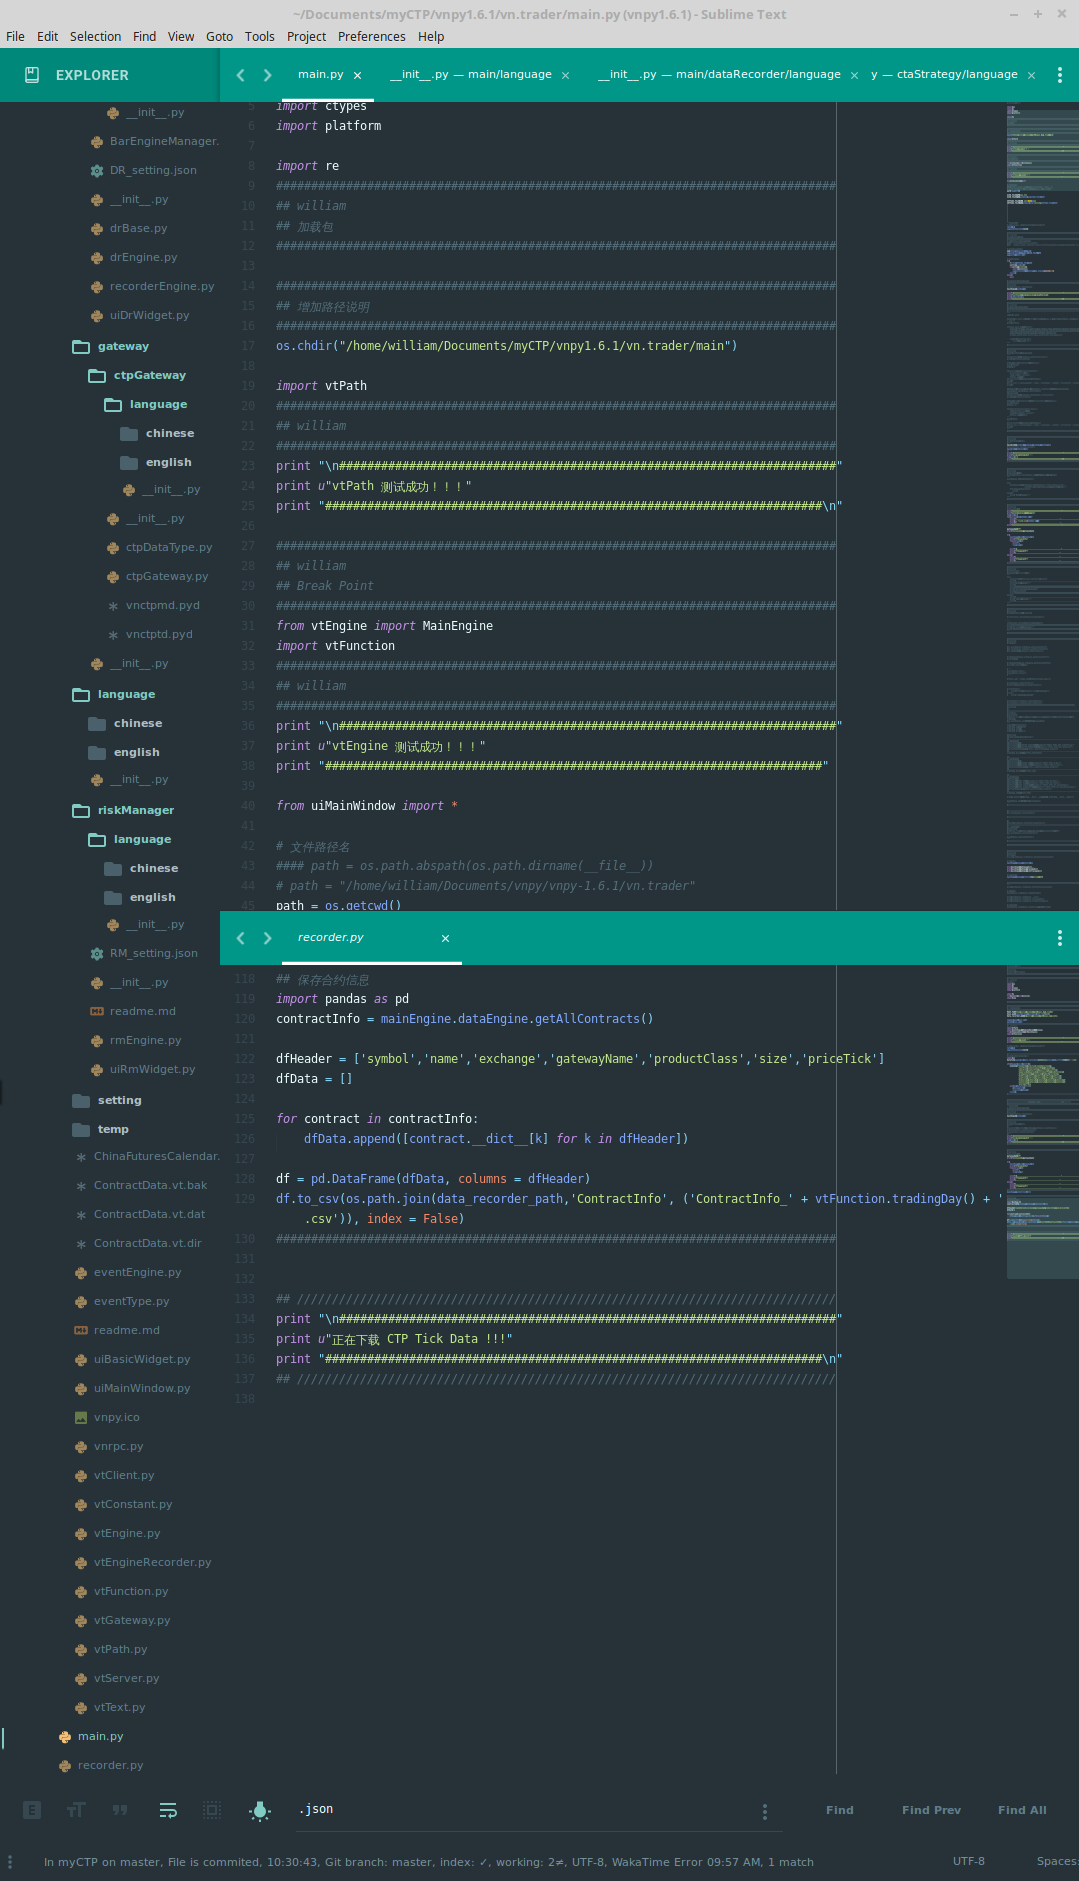 ~/Documents/myCTP/vnpy1.6.1/vn.trader/main.py (vnpy1.6.1) - Sublime Text
File Edit Selection Find View Goto Tools Project Preferences Help
EXPLORER
__init__.py
BarEngineManager.
DR_setting.json
__init__.py
drBase.py
drEngine.py
recorderEngine.py
uiDrWidget.py
gateway
ctpGateway
language
chinese
english
__init__.py
__init__.py
ctpDataType.py
ctpGateway.py
vnctpmd.pyd
vnctptd.pyd
__init__.py
language
chinese
english
__init__.py
riskManager
language
chinese
english
__init__.py
RM_setting.json
__init__.py
readme.md
rmEngine.py
uiRmWidget.py
setting
temp
ChinaFuturesCalendar.
ContractData.vt.bak
ContractData.vt.dat
ContractData.vt.dir
eventEngine.py
eventType.py
readme.md
uiBasicWidget.py
uiMainWindow.py
vnpy.ico
vnrpc.py
vtClient.py
vtConstant.py
vtEngine.py
vtEngineRecorder.py
vtFunction.py
vtGateway.py
vtPath.py
vtServer.py
vtText.py
main.py
recorder.py
main.py × __init__.py — main/language × __init__.py — main/dataRecorder/language × y — ctaStrategy/language ×
5 import ctypes
6 import platform
7
8 import re
9 ################################################################################
10 ## william
11 ## 加载包
12 ################################################################################
13
14 ################################################################################
15 ## 增加路径说明
16 ################################################################################
17 os.chdir("/home/william/Documents/myCTP/vnpy1.6.1/vn.trader/main")
18
19 import vtPath
20 ################################################################################
21 ## william
22 ################################################################################
23 print "\n#######################################################################"
24 print u"vtPath 测试成功！！！"
25 print "#######################################################################\n"
26
27 ################################################################################
28 ## william
29 ## Break Point
30 ################################################################################
31 from vtEngine import MainEngine
32 import vtFunction
33 ################################################################################
34 ## william
35 ################################################################################
36 print "\n#######################################################################"
37 print u"vtEngine 测试成功！！！"
38 print "#######################################################################"
39
40 from uiMainWindow import *
41
42 # 文件路径名
43 #### path = os.path.abspath(os.path.dirname(__file__))
44 # path = "/home/william/Documents/vnpy/vnpy-1.6.1/vn.trader"
45 path = os.getcwd()
recorder.py ×
118 ## 保存合约信息
119 import pandas as pd
120 contractInfo = mainEngine.dataEngine.getAllContracts()
121
122 dfHeader = ['symbol','name','exchange','gatewayName','productClass','size','priceTick']
123 dfData = []
124
125 for contract in contractInfo:
126 dfData.append([contract.__dict__[k] for k in dfHeader])
127
128 df = pd.DataFrame(dfData, columns = dfHeader)
129 df.to_csv(os.path.join(data_recorder_path,'ContractInfo', ('ContractInfo_' + vtFunction.tradingDay() + '
.csv')), index = False)
130 ################################################################################
131
132
133 ## /////////////////////////////////////////////////////////////////////////////
134 print "\n#######################################################################"
135 print u"正在下载 CTP Tick Data !!!"
136 print "#######################################################################\n"
137 ## /////////////////////////////////////////////////////////////////////////////
138
.json Find Find Prev Find All
In myCTP on master, File is commited, 10:30:43, Git branch: master, index: ✓, working: 2≠, UTF-8, WakaTime Error 09:57 AM, 1 match UTF-8 Spaces